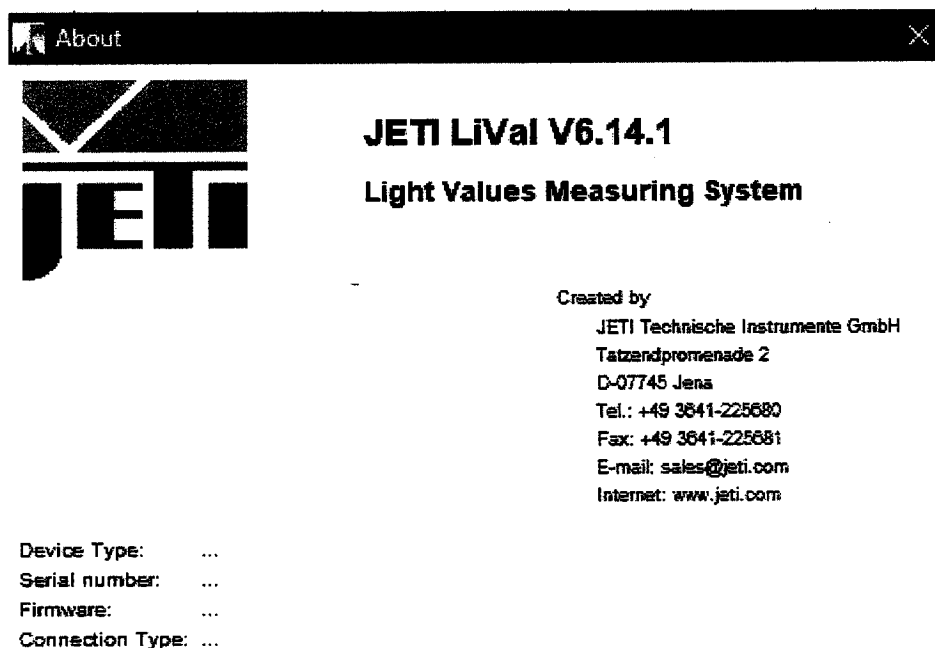 About
JETI
JETI LiVal V6.14.1
Light Values Measuring System
Created by
JETI Technische Instrumente GmbH
Tatzendpromenade 2
D-07745 Jena
Tel.: +49 3641-225680
Fax: +49 3641-225681
E-mail: sales@jeti.com
Internet: www.jeti.com
Device Type: ...
Serial number: ...
Firmware: ...
Connection Type: ...